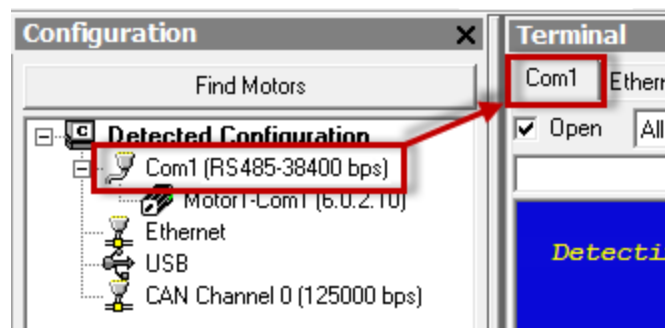 Configuration
Terminal
Find Motors
Com1
Detected Configuration
Open
All
Com1 (RS485-38400 bps)
Motor1-Com1 (6.0.2.10)
Ethernet
USB
CAN Channel 0 (125000 bps)